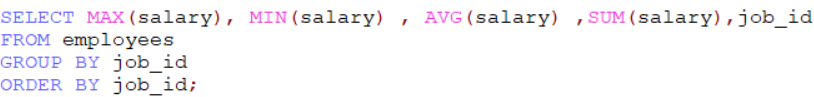 SELECT MAX(salary), MIN(salary) , AVG(salary) ,SUM(salary),job_id
FROM employees
GROUP BY job_id
ORDER BY job_id;